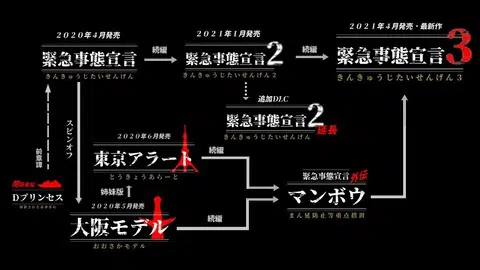 2020年4月発売
緊急事態宣言
きんきゅうじたいせんげん
続編
2021年1月発売
緊急事態宣言2
きんきゅうじたいせんげん2
続編
2021年4月発売・最新作
緊急事態宣言3
きんきゅうじたいせんげん3
追加DLC
緊急事態宣言2
延長
きんきゅうじたいせんげん2
前章譚
スピンオフ
2020年6月発売
東京アラート
とうきょうあらーと
続編
姉妹版
Dプリンセス
2020年5月発売
大阪モデル
おおさかモデル
続編
緊急事態宣言外伝
マンボウ
まん延防止等重点措置